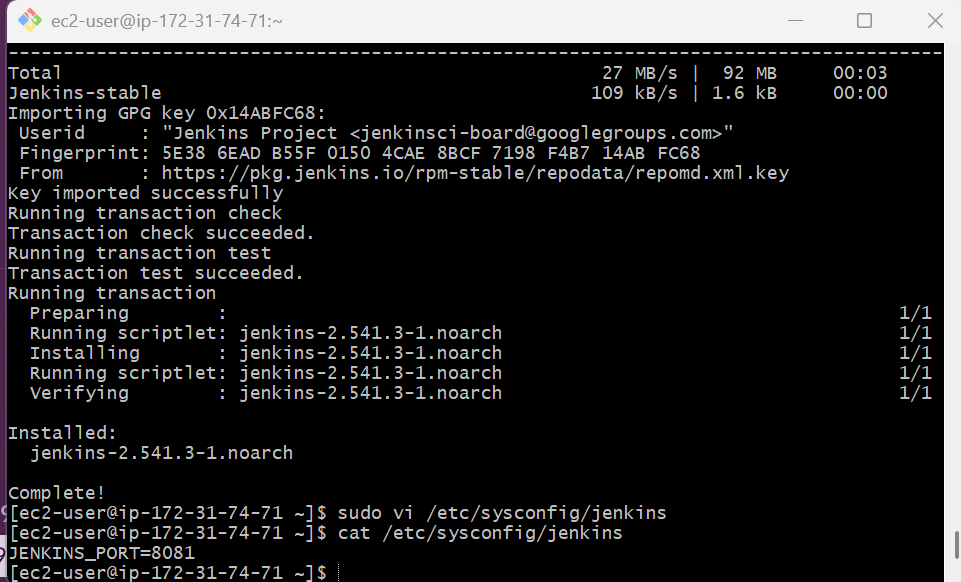 ec2-user@ip-172-31-74-71:~
--------------------------------------------------------------------------------
Total 27 MB/s | 92 MB 00:03
Jenkins-stable 109 kB/s | 1.6 kB 00:00
Importing GPG key 0x14ABFC68:
Userid : "Jenkins Project <jenkinsci-board@googlegroups.com>"
Fingerprint: 5E38 6EAD B55F 0150 4CAE 8BCF 7198 F4B7 14AB FC68
From : https://pkg.jenkins.io/rpm-stable/repodata/repomd.xml.key
Key imported successfully
Running transaction check
Transaction check succeeded.
Running transaction test
Transaction test succeeded.
Running transaction
Preparing : 1/1
Running scriptlet: jenkins-2.541.3-1.noarch 1/1
Installing : jenkins-2.541.3-1.noarch 1/1
Running scriptlet: jenkins-2.541.3-1.noarch 1/1
Verifying : jenkins-2.541.3-1.noarch 1/1
Installed:
jenkins-2.541.3-1.noarch
Complete!
[ec2-user@ip-172-31-74-71 ~]$ sudo vi /etc/sysconfig/jenkins
[ec2-user@ip-172-31-74-71 ~]$ cat /etc/sysconfig/jenkins
JENKINS_PORT=8081
[ec2-user@ip-172-31-74-71 ~]$